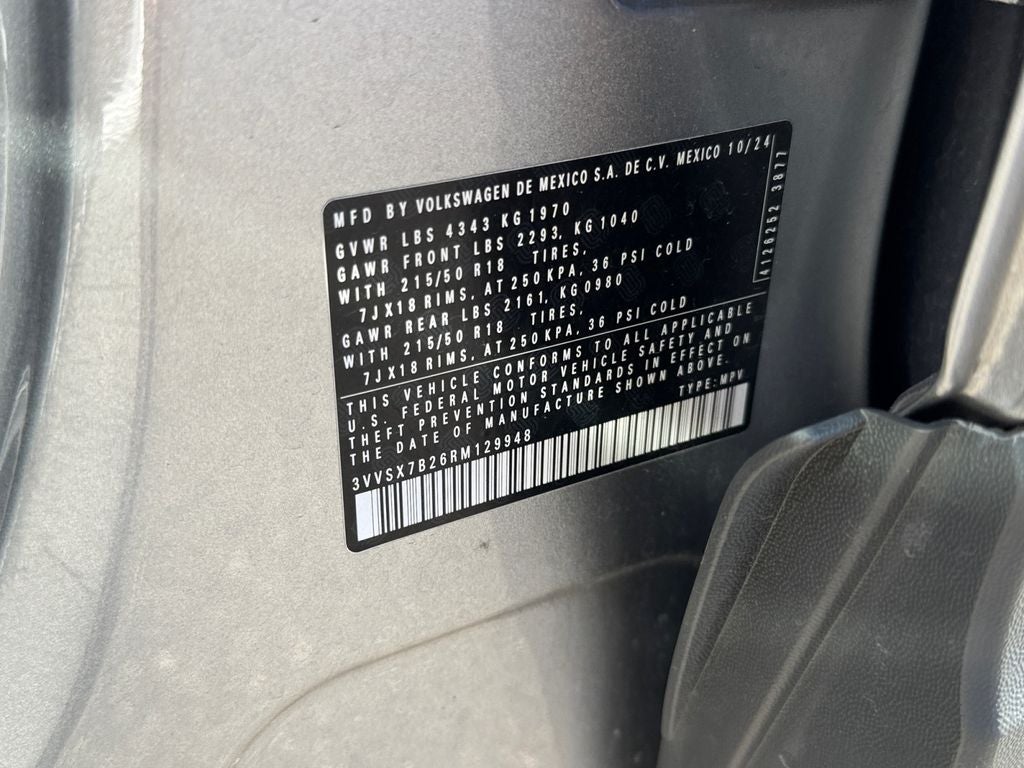 MFD BY VOLKSWAGEN DE MEXICO S.A. DE C.V. MEXICO 10/24
GVWR LBS 4343 KG 1970
GAWR FRONT LBS 2293, KG 1040
WITH 215/50 R18 TIRES,
7JX18 RIMS, AT 250 KPA, 36 PSI COLD
GAWR REAR LBS 2161, KG 0980
WITH 215/50 R18 TIRES,
7JX18 RIMS, AT 250 KPA, 36 PSI COLD
4126252 3877
THIS VEHICLE CONFORMS TO ALL APPLICABLE
U.S. FEDERAL MOTOR VEHICLE SAFETY AND
THEFT PREVENTION STANDARDS IN EFFECT ON
THE DATE OF MANUFACTURE SHOWN ABOVE.
TYPE: MPV
3VVSX7B26RM129948